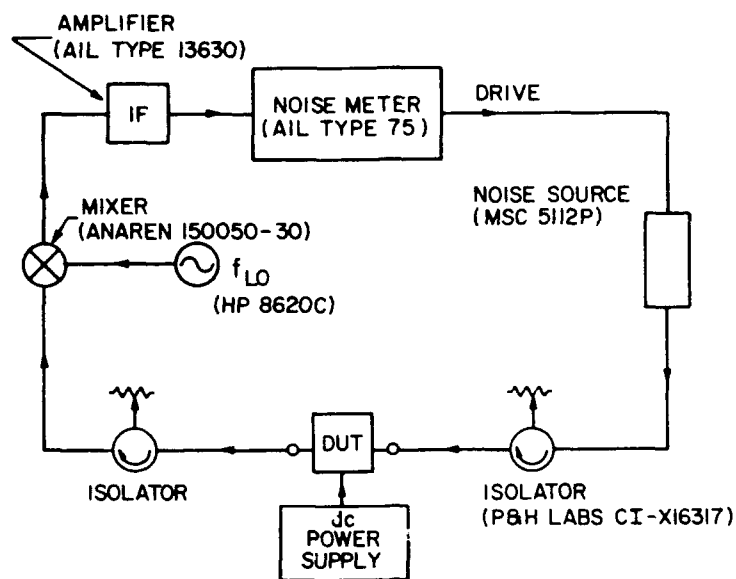 AMPLIFIER
(AIL TYPE 13630)
IF
NOISE METER
(AIL TYPE 75)
DRIVE
NOISE SOURCE
(MSC 5112P)
MIXER
(ANAREN 150050-30)
fLO
(HP 8620C)
DUT
ISOLATOR
ISOLATOR
(P&H LABS CI-X16317)
dc
POWER
SUPPLY